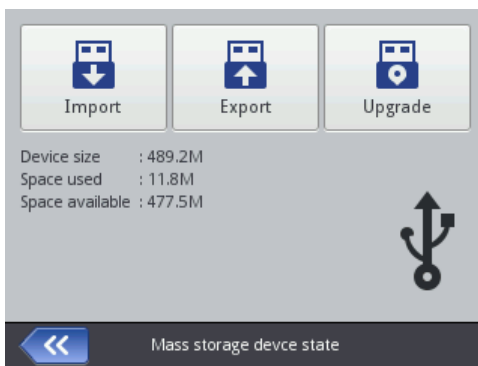 Import
Export
Upgrade
Device size : 489.2M
Space used : 11.8M
Space available : 477.5M
Mass storage devce state